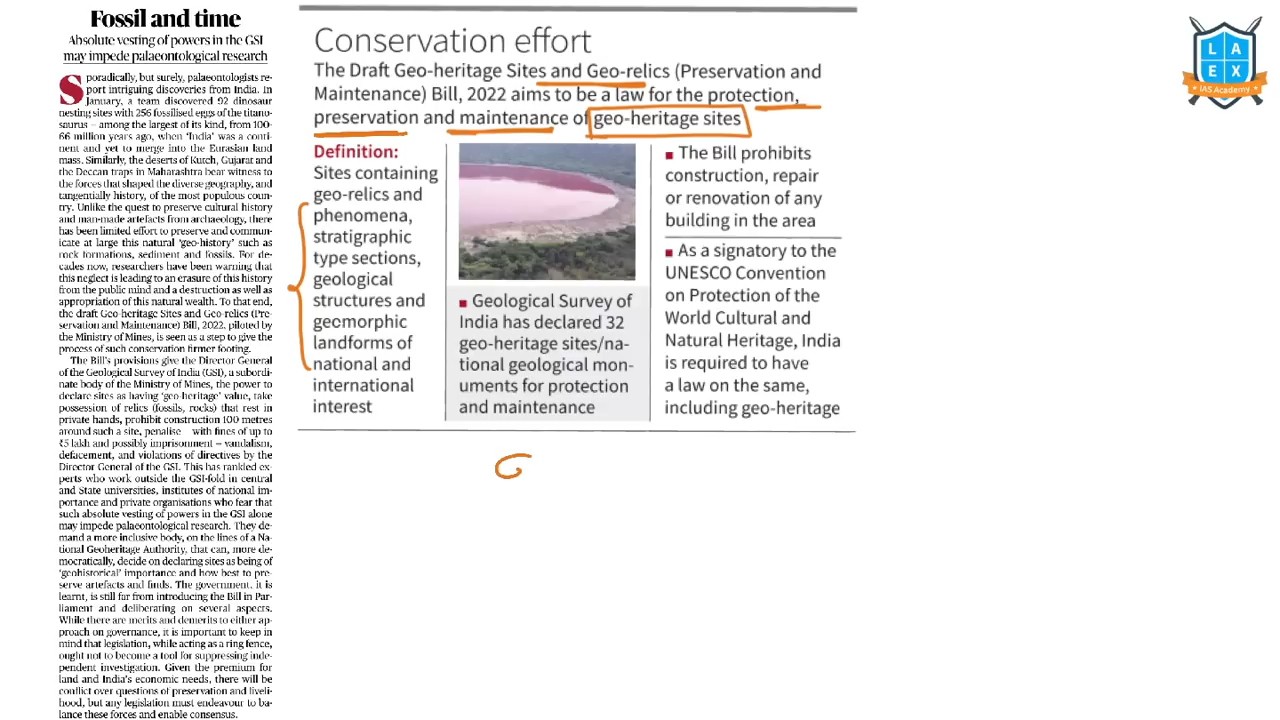 Fossil and time
Absolute vesting of powers in the GSI
may impede palaeontological research
Sporadically, but surely, palaeontologists re-
port intriguing discoveries from India. In
January, a team discovered 92 dinosaur
nesting sites with 256 fossilised eggs of the titano-
saurus — among the largest of its kind, from 100-
66 million years ago, when 'India' was a conti-
nent and yet to merge into the Eurasian land
mass. Similarly, the deserts of Kutch, Gujarat and
the Deccan traps in Maharashtra bear witness to
the forces that shaped the diverse geography, and
tangentially history, of the most populous coun-
try. Unlike the quest to preserve cultural history
and man-made artefacts from archaeology, there
has been limited effort to preserve and commun-
icate at large this natural 'geo-history' such as
rock formations, sediment and fossils. For de-
cades now, researchers have been warning that
this neglect is leading to an erasure of this history
from the public mind and a destruction as well as
appropriation of this natural wealth. To that end,
the draft Geo-heritage Sites and Geo-relics (Pre-
servation and Maintenance) Bill, 2022, piloted by
the Ministry of Mines, is seen as a step to give the
process of such conservation firmer footing.
The Bill's provisions give the Director General
of the Geological Survey of India (GSI), a subordi-
nate body of the Ministry of Mines, the power to
declare sites as having 'geo-heritage' value, take
possession of relics (fossils, rocks) that rest in
private hands, prohibit construction 100 metres
around such a site, penalise — with fines of up to
₹5 lakh and possibly imprisonment — vandalism,
defacement, and violations of directives by the
Director General of the GSI. This has rankled ex-
perts who work outside the GSI-fold in central
and State universities, institutes of national im-
portance and private organisations who fear that
such absolute vesting of powers in the GSI alone
may impede palaeontological research. They de-
mand a more inclusive body, on the lines of a Na-
tional Geoheritage Authority, that can, more de-
mocratically, decide on declaring sites as being of
'geohistorical' importance and how best to pre-
serve artefacts and finds. The government, it is
learnt, is still far from introducing the Bill in Par-
liament and deliberating on several aspects.
While there are merits and demerits to either ap-
proach on governance, it is important to keep in
mind that legislation, while acting as a ring fence,
ought not to become a tool for suppressing inde-
pendent investigation. Given the premium for
land and India's economic needs, there will be
conflict over questions of preservation and liveli-
hood, but any legislation must endeavour to ba-
lance these forces and enable consensus.
Conservation effort
The Draft Geo-heritage Sites and Geo-relics (Preservation and
Maintenance) Bill, 2022 aims to be a law for the protection,
preservation and maintenance of geo-heritage sites
Definition:
Sites containing
geo-relics and
phenomena,
stratigraphic
type sections,
geological
structures and
geomorphic
landforms of
national and
international
interest
Geological Survey of
India has declared 32
geo-heritage sites/na-
tional geological mon-
uments for protection
and maintenance
The Bill prohibits
construction, repair
or renovation of any
building in the area
As a signatory to the
UNESCO Convention
on Protection of the
World Cultural and
Natural Heritage, India
is required to have
a law on the same,
including geo-heritage
L A
E X
IAS Academy